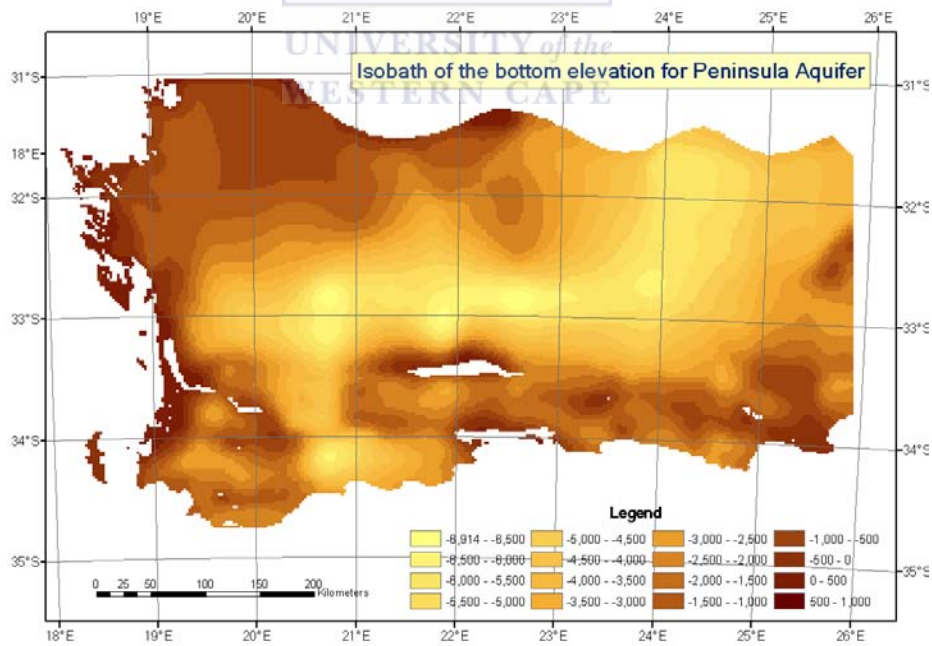 19°E 20°E 21°E 22°E 23°E 24°E 25°E 26°E
UNIVERSITY of the
Isobath of the bottom elevation for Peninsula Aquifer
WESTERN CAPE
31°S 31°S
18°E
32°S 32°S
33°S 33°S
34°S 34°S
35°S 35°S
Legend
-6,914 - -6,500 -5,000 - -4,500 -3,000 - -2,500 -1,000 - -500
-6,500 - -6,000 -4,500 - -4,000 -2,500 - -2,000 -500 - 0
-6,000 - -5,500 -4,000 - -3,500 -2,000 - -1,500 0 - 500
-5,500 - -5,000 -3,500 - -3,000 -1,500 - -1,000 500 - 1,000
0 25 50 100 150 200
Kilometers
18°E 19°E 20°E 21°E 22°E 23°E 24°E 25°E 26°E